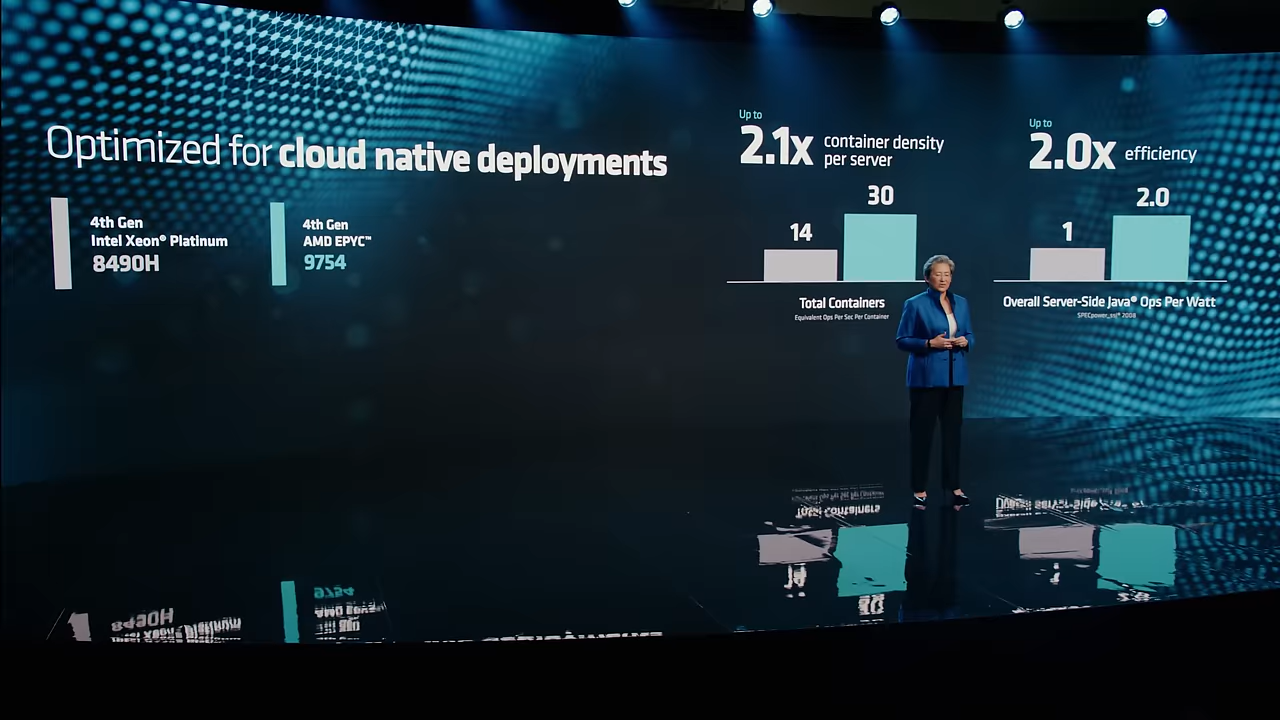 Optimized for cloud native deployments
4th Gen
Intel Xeon® Platinum
8490H
4th Gen
AMD EPYC™
9754
Up to
2.1x
container density
per server
14
30
Total Containers
Equivalent Ops Per Sec Per Container
Up to
2.0x
efficiency
1
2.0
Overall Server-Side Java® Ops Per Watt
SPECpower_ssj® 2008